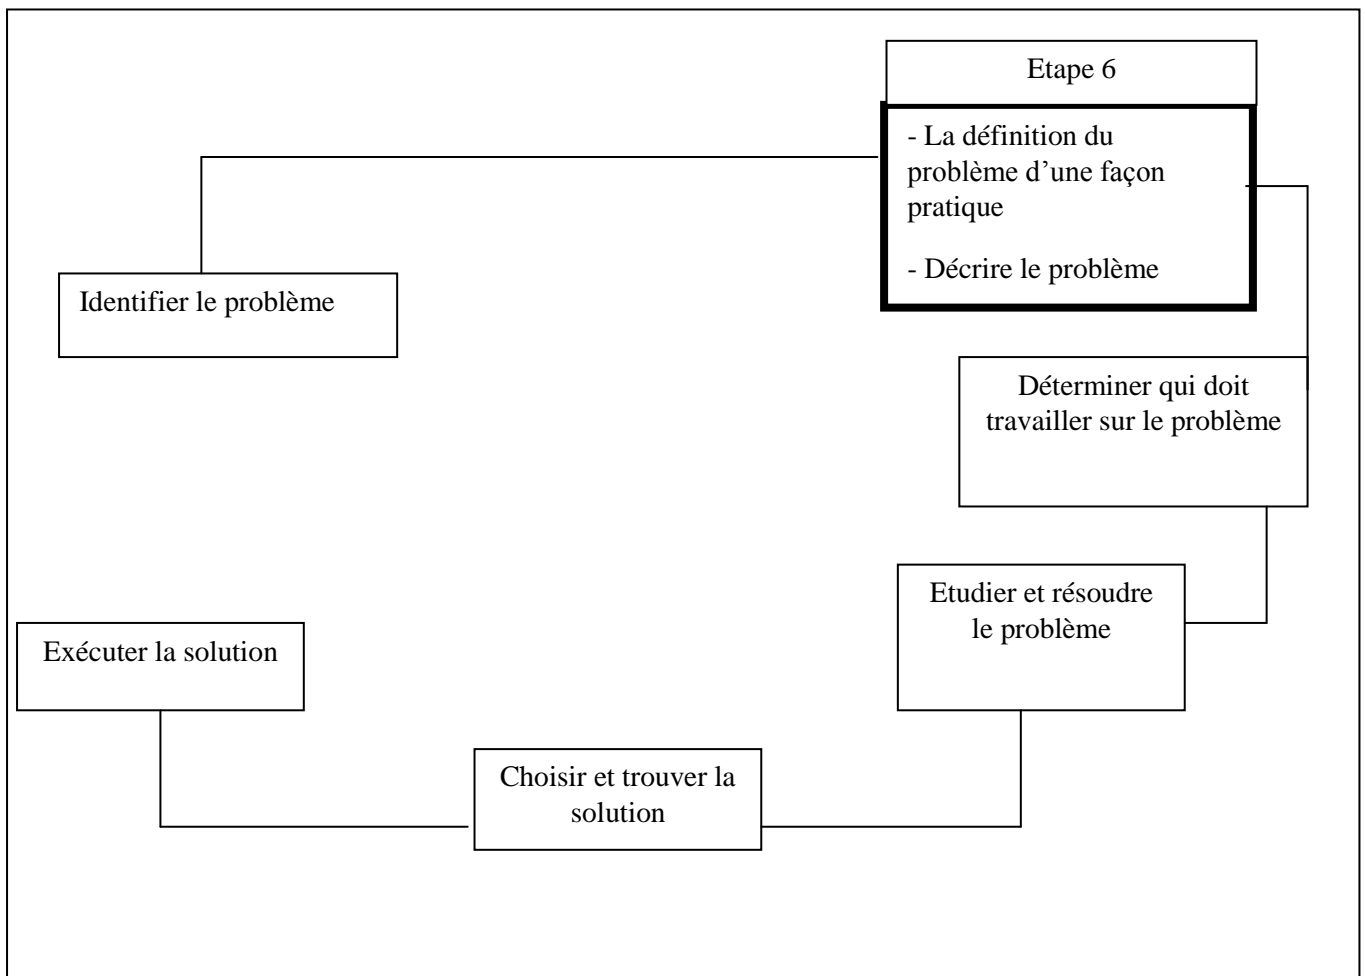 Etape 6
- La définition du
problème d’une façon
pratique
- Décrire le problème
Identifier le problème
Déterminer qui doit
travailler sur le problème
Etudier et résoudre
le problème
Exécuter la solution
Choisir et trouver la
solution